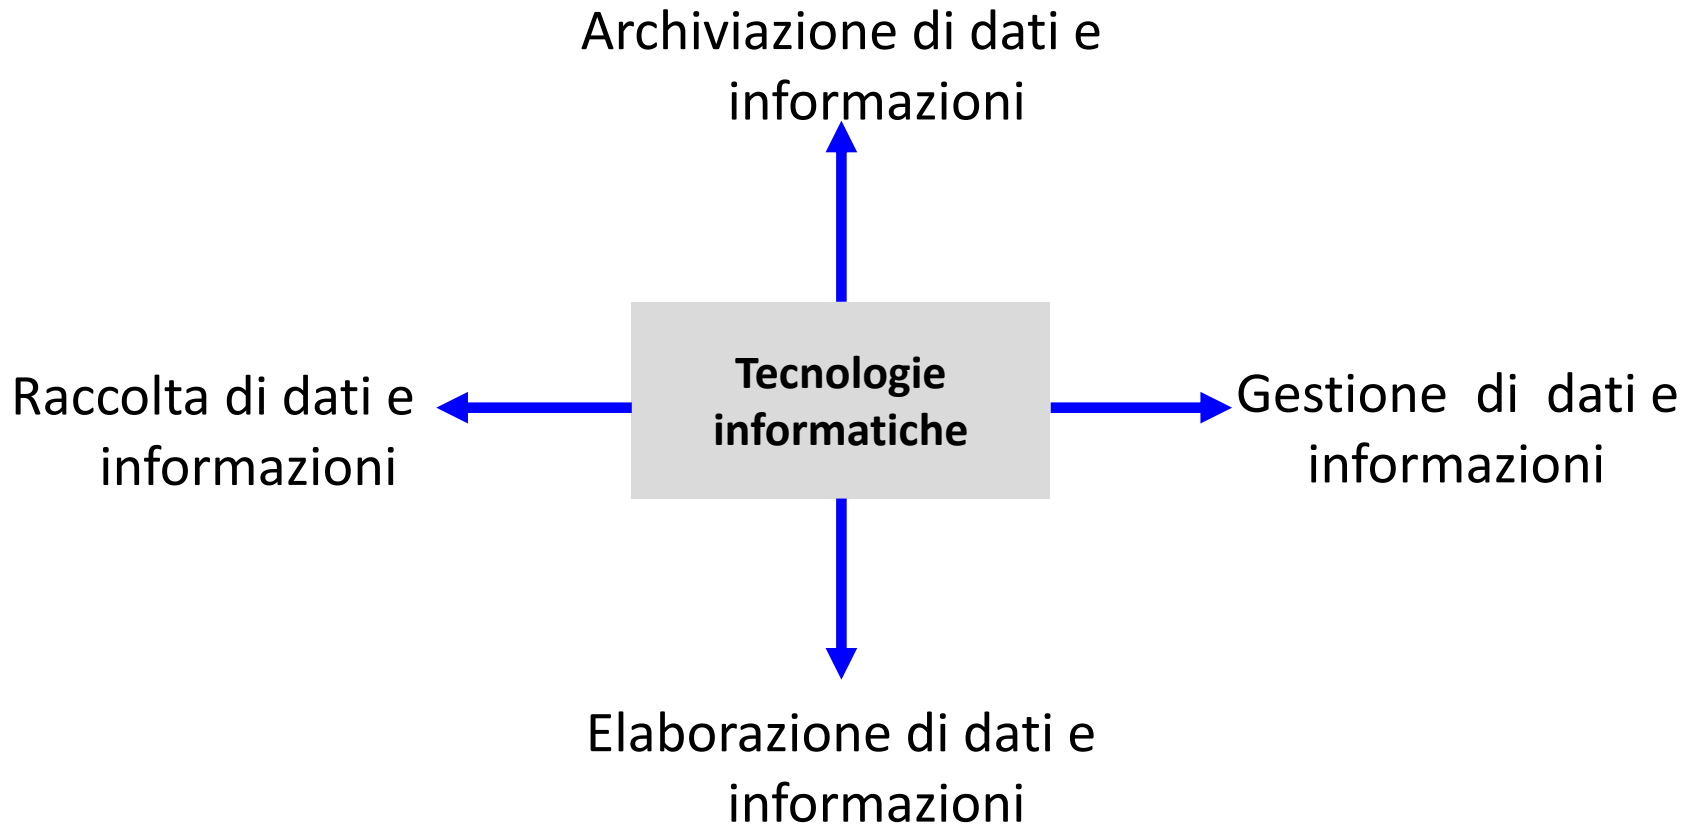 Archiviazione di dati e
informazioni
Raccolta di dati e
informazioni
Tecnologie
informatiche
Gestione di dati e
informazioni
Elaborazione di dati e
informazioni